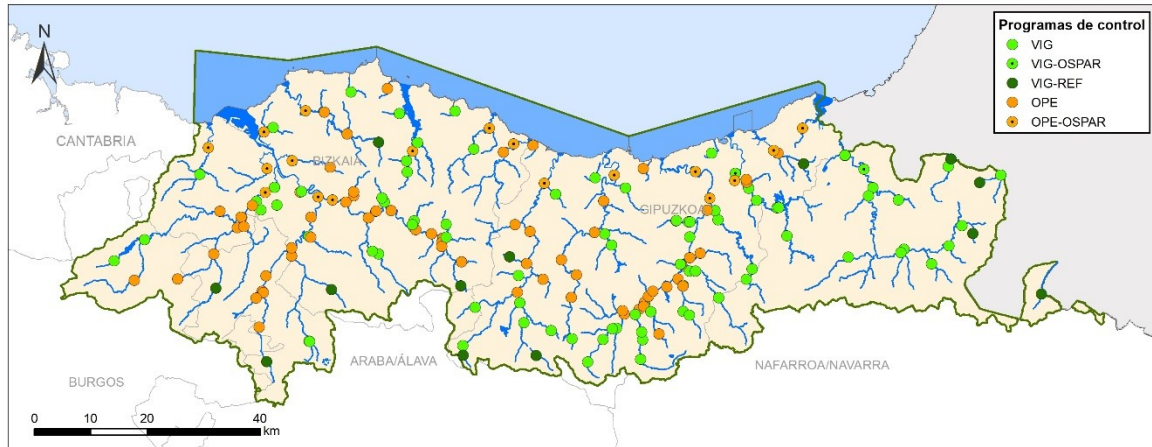 N
Programas de control
VIG
VIG-OSPAR
VIG-REF
OPE
OPE-OSPAR
CANTABRIA
BIZKAIA
GIPUZKOA
ARABA/ÁLAVA
NAFARROA/NAVARRA
BURGOS
0 10 20 40
km